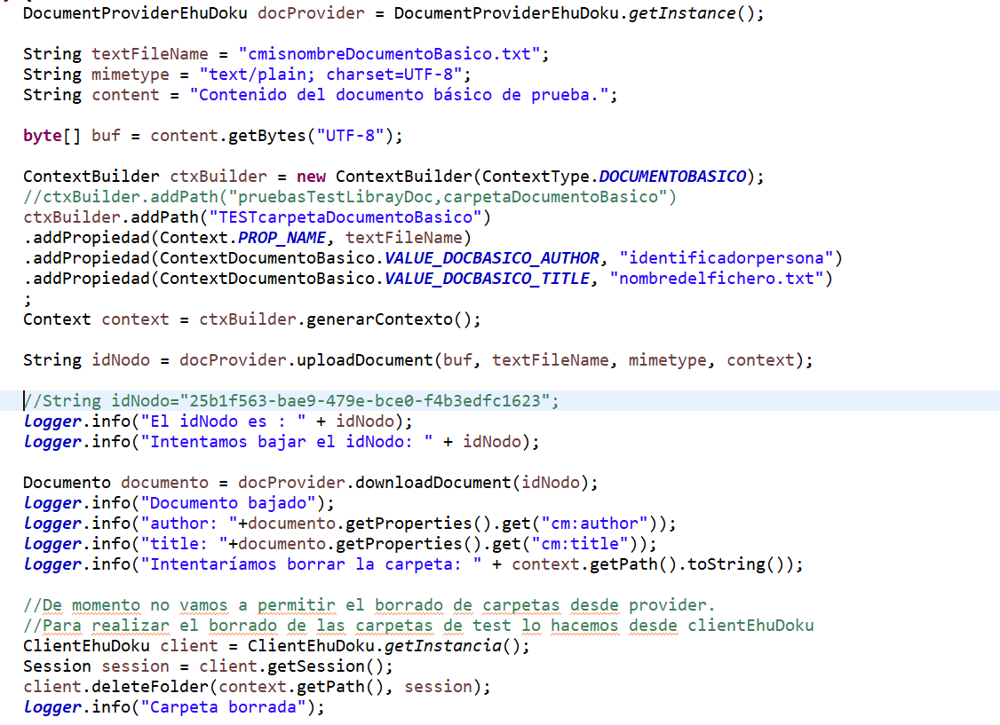 DocumentProviderEhuDoku docProvider = DocumentProviderEhuDoku.getInstance();
String textFileName = "cmisnombreDocumentoBasico.txt";
String mimetype = "text/plain; charset=UTF-8";
String content = "Contenido del documento básico de prueba.";
byte[] buf = content.getBytes("UTF-8");
ContextBuilder ctxBuilder = new ContextBuilder(ContextType.DOCUMENTOBASICO);
//ctxBuilder.addPath("pruebasTestLibrayDoc,carpetaDocumentoBasico")
ctxBuilder.addPath("TESTcarpetaDocumentoBasico")
.addPropiedad(Context.PROP_NAME, textFileName)
.addPropiedad(ContextDocumentoBasico.VALUE_DOCBASICO_AUTHOR, "identificadorpersona")
.addPropiedad(ContextDocumentoBasico.VALUE_DOCBASICO_TITLE, "nombredelfichero.txt")
;
Context context = ctxBuilder.generarContexto();
String idNodo = docProvider.uploadDocument(buf, textFileName, mimetype, context);
//String idNodo="25b1f563-bae9-479e-bce0-f4b3edfc1623";
logger.info("El idNodo es : " + idNodo);
logger.info("Intentamos bajar el idNodo: " + idNodo);
Documento documento = docProvider.downloadDocument(idNodo);
logger.info("Documento bajado");
logger.info("author: "+documento.getProperties().get("cm:author"));
logger.info("title: "+documento.getProperties().get("cm:title"));
logger.info("Intentaríamos borrar la carpeta: " + context.getPath().toString());
//De momento no vamos a permitir el borrado de carpetas desde provider.
//Para realizar el borrado de las carpetas de test lo hacemos desde clientEhuDoku
ClientEhuDoku client = ClientEhuDoku.getInstancia();
Session session = client.getSession();
client.deleteFolder(context.getPath(), session);
logger.info("Carpeta borrada");